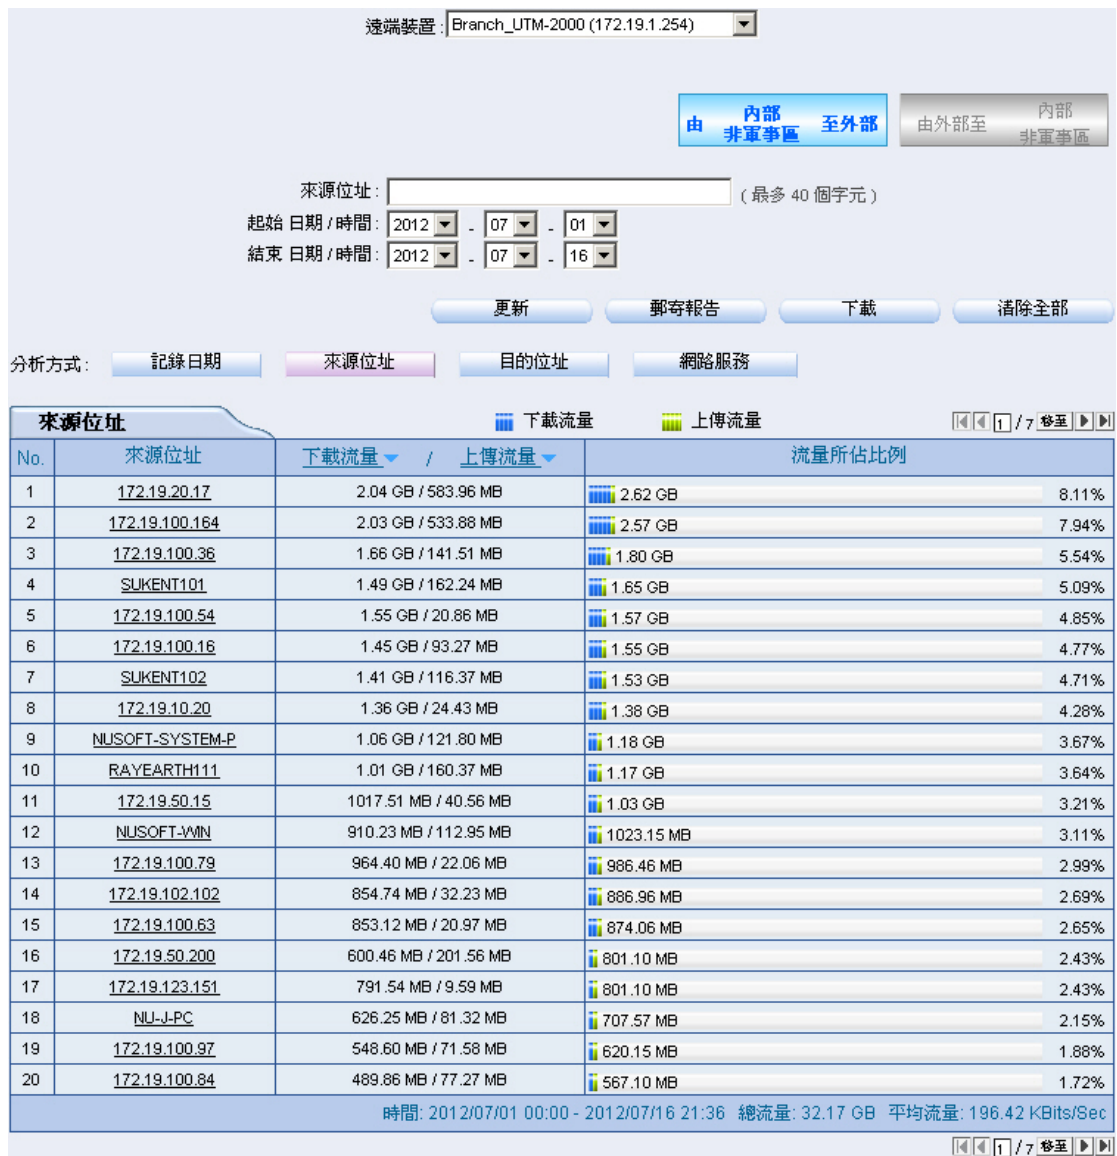 遠端裝置 : Branch_UTM-2000 (172.19.1.254)
由 內部 非軍事區 至外部
由外部至 內部 非軍事區
來源位址 : ( 最多 40 個字元 )
起始 日期 / 時間 : 2012 - 07 - 01
結束 日期 / 時間 : 2012 - 07 - 16
更新 郵寄報告 下載 清除全部
分析方式 : 記錄日期 來源位址 目的位址 網路服務
來源位址 下載流量 上傳流量 1 / 7 移至
No. 來源位址 下載流量 / 上傳流量 流量所佔比例
1 172.19.20.17 2.04 GB / 583.96 MB 2.62 GB 8.11%
2 172.19.100.164 2.03 GB / 533.88 MB 2.57 GB 7.94%
3 172.19.100.36 1.66 GB / 141.51 MB 1.80 GB 5.54%
4 SUKENT101 1.49 GB / 162.24 MB 1.65 GB 5.09%
5 172.19.100.54 1.55 GB / 20.86 MB 1.57 GB 4.85%
6 172.19.100.16 1.45 GB / 93.27 MB 1.55 GB 4.77%
7 SUKENT102 1.41 GB / 116.37 MB 1.53 GB 4.71%
8 172.19.10.20 1.36 GB / 24.43 MB 1.38 GB 4.28%
9 NUSOFT-SYSTEM-P 1.06 GB / 121.80 MB 1.18 GB 3.67%
10 RAYEARTH111 1.01 GB / 160.37 MB 1.17 GB 3.64%
11 172.19.50.15 1017.51 MB / 40.56 MB 1.03 GB 3.21%
12 NUSOFT-WIN 910.23 MB / 112.95 MB 1023.15 MB 3.11%
13 172.19.100.79 964.40 MB / 22.06 MB 986.46 MB 2.99%
14 172.19.102.102 854.74 MB / 32.23 MB 886.96 MB 2.69%
15 172.19.100.63 853.12 MB / 20.97 MB 874.06 MB 2.65%
16 172.19.50.200 600.46 MB / 201.56 MB 801.10 MB 2.43%
17 172.19.123.151 791.54 MB / 9.59 MB 801.10 MB 2.43%
18 NU-J-PC 626.25 MB / 81.32 MB 707.57 MB 2.15%
19 172.19.100.97 548.60 MB / 71.58 MB 620.15 MB 1.88%
20 172.19.100.84 489.86 MB / 77.27 MB 567.10 MB 1.72%
時間: 2012/07/01 00:00 - 2012/07/16 21:36 總流量: 32.17 GB 平均流量: 196.42 KBits/Sec
1 / 7 移至